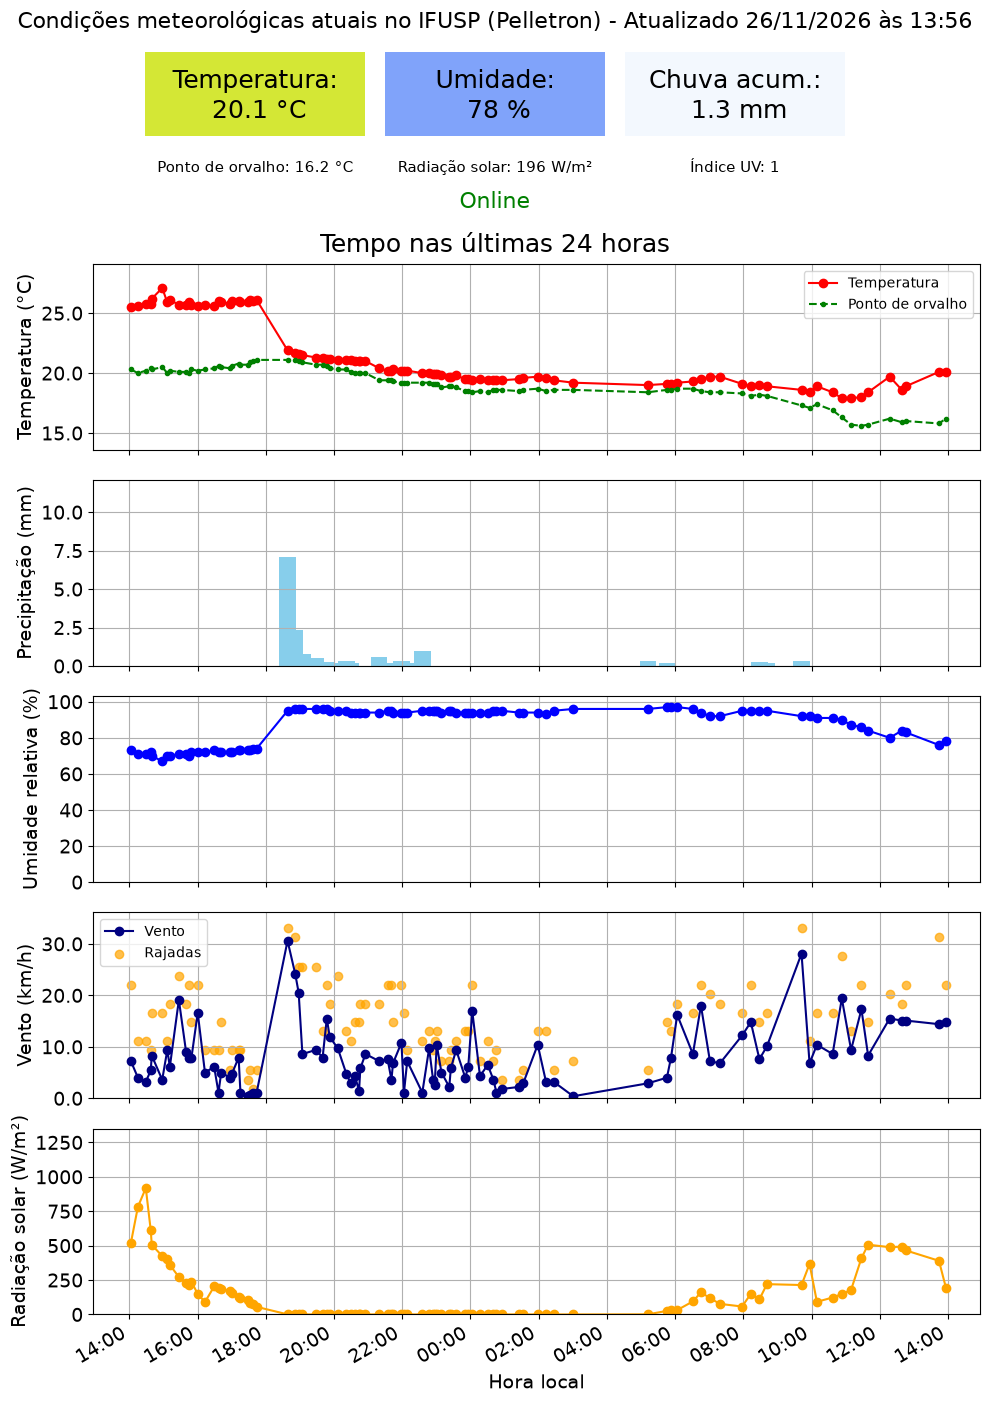 Condições meteorológicas atuais no IFUSP (Pelletron) - Atualizado 26/11/2026 às 13:56
Temperatura:
20.1 °C
Umidade:
78 %
Chuva acum.:
1.3 mm
Ponto de orvalho: 16.2 °C
Radiação solar: 196 W/m²
Índice UV: 1
Online
Tempo nas últimas 24 horas
Temperatura (°C)
25.0
20.0
15.0
Temperatura
Ponto de orvalho
Precipitação (mm)
10.0
7.5
5.0
2.5
0.0
Umidade relativa (%)
100
80
60
40
20
0
Vento (km/h)
30.0
20.0
10.0
0.0
Vento
Rajadas
Radiação solar (W/m²)
1250
1000
750
500
250
0
14:00
16:00
18:00
20:00
22:00
00:00
02:00
04:00
06:00
08:00
10:00
12:00
14:00
Hora local